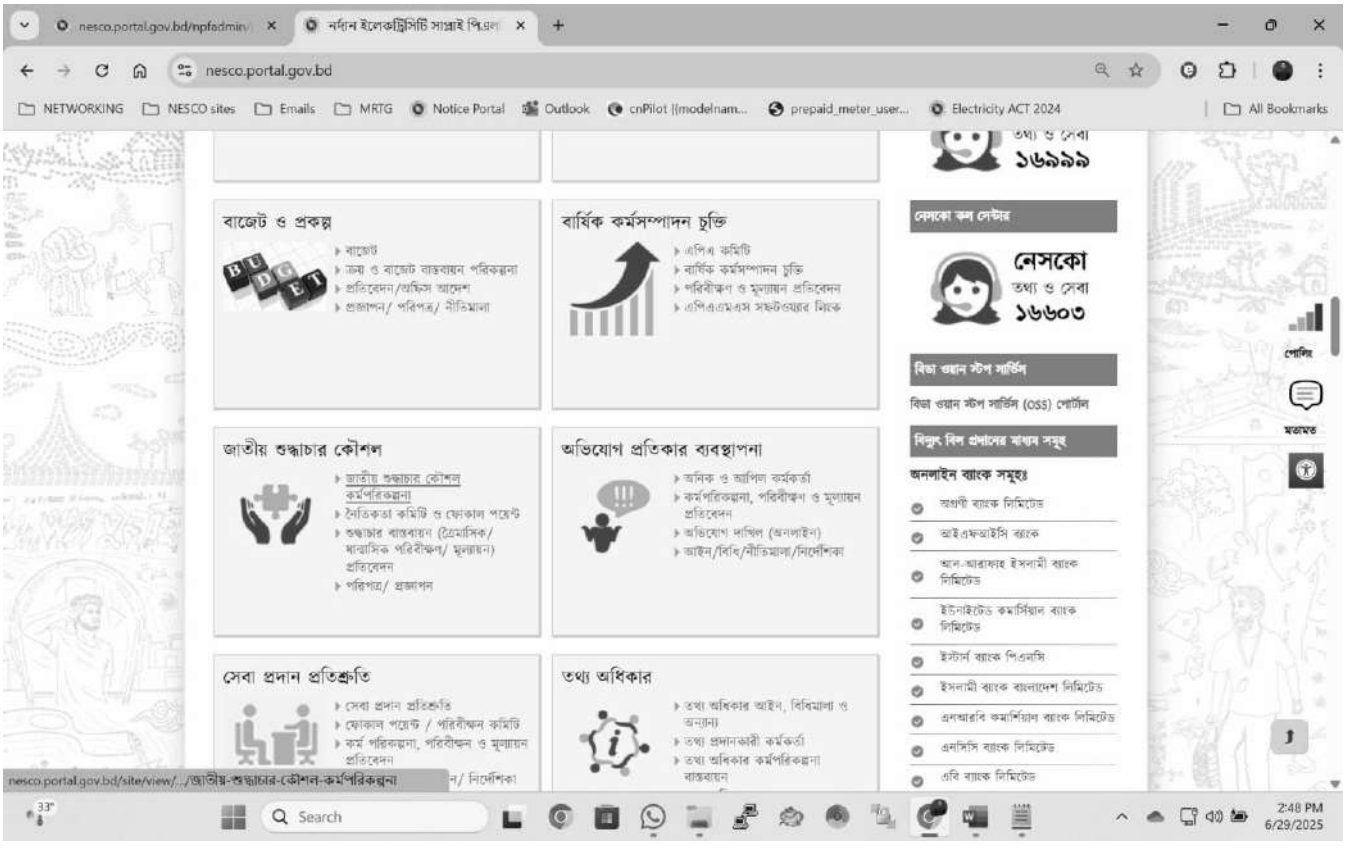 nesco.portal.gov.bd/npfadmin/
নর্দান ইলেকট্রিসিটি সাপ্লাই পি.এল
nesco.portal.gov.bd
NETWORKING
NESCO sites
Emails
MRTG
Notice Portal
Outlook
cnPilot {{modelnam...
prepaid_meter_user...
Electricity ACT 2024
All Bookmarks
তথ্য ও সেবা
১৬৯৯৯
বাজেট ও প্রকল্প
বাজেট
ক্রয় ও বাজেট বাস্তবায়ন পরিকল্পনা
প্রতিবেদন/অফিস আদেশ
প্রজ্ঞাপন/ পরিপত্র/ নীতিমালা
BUDGET
বার্ষিক কর্মসম্পাদন চুক্তি
এপিএ কমিটি
বার্ষিক কর্মসম্পাদন চুক্তি
পরিবীক্ষণ ও মূল্যায়ন প্রতিবেদন
এপিএএমএস সফটওয়্যার লিংক
নেসকো কল সেন্টার
নেসকো
তথ্য ও সেবা
১৬৬০৩
পোলিং
মতামত
বিডা ওয়ান স্টপ সার্ভিস
বিডা ওয়ান স্টপ সার্ভিস (OSS) পোর্টাল
জাতীয় শুদ্ধাচার কৌশল
জাতীয় শুদ্ধাচার কৌশল
কর্মপরিকল্পনা
নৈতিকতা কমিটি ও ফোকাল পয়েন্ট
শুদ্ধাচার বাস্তবায়ন (ত্রৈমাসিক/
ষান্মাসিক পরিবীক্ষণ/ মূল্যায়ন)
প্রতিবেদন
পরিপত্র/ প্রজ্ঞাপন
অভিযোগ প্রতিকার ব্যবস্থাপনা
অনিক ও আপিল কর্মকর্তা
কর্মপরিকল্পনা, পরিবীক্ষণ ও মূল্যায়ন
প্রতিবেদন
অভিযোগ দাখিল (অনলাইন)
আইন/বিধি/নীতিমালা/নির্দেশিকা
বিদ্যুৎ বিল প্রদানের মাধ্যম সমূহ
অনলাইন ব্যাংক সমূহঃ
অগ্রণী ব্যাংক লিমিটেড
আইএফআইসি ব্যাংক
আল-আরাফাহ ইসলামী ব্যাংক
লিমিটেড
ইউনাইটেড কমার্সিয়াল ব্যাংক
লিমিটেড
ইস্টার্ন ব্যাংক পিএলসি
ইসলামী ব্যাংক বাংলাদেশ লিমিটেড
এনআরবি কমার্শিয়াল ব্যাংক লিমিটেড
এনসিসি ব্যাংক লিমিটেড
এবি ব্যাংক লিমিটেড
সেবা প্রদান প্রতিশ্রুতি
সেবা প্রদান প্রতিশ্রুতি
ফোকাল পয়েন্ট / পরিবীক্ষন কমিটি
কর্ম পরিকল্পনা, পরিবীক্ষন ও মূল্যায়ন
প্রতিবেদন
ন/ নির্দেশিকা
তথ্য অধিকার
তথ্য অধিকার আইন, বিধিমালা ও
অন্যান্য
তথ্য প্রদানকারী কর্মকর্তা
তথ্য অধিকার কর্মপরিকল্পনা
বাস্তবায়ন
nesco.portal.gov.bd/site/view/.../জাতীয়-শুদ্ধাচার-কৌশল-কর্মপরিকল্পনা
33°
Search
2:48 PM
6/29/2025